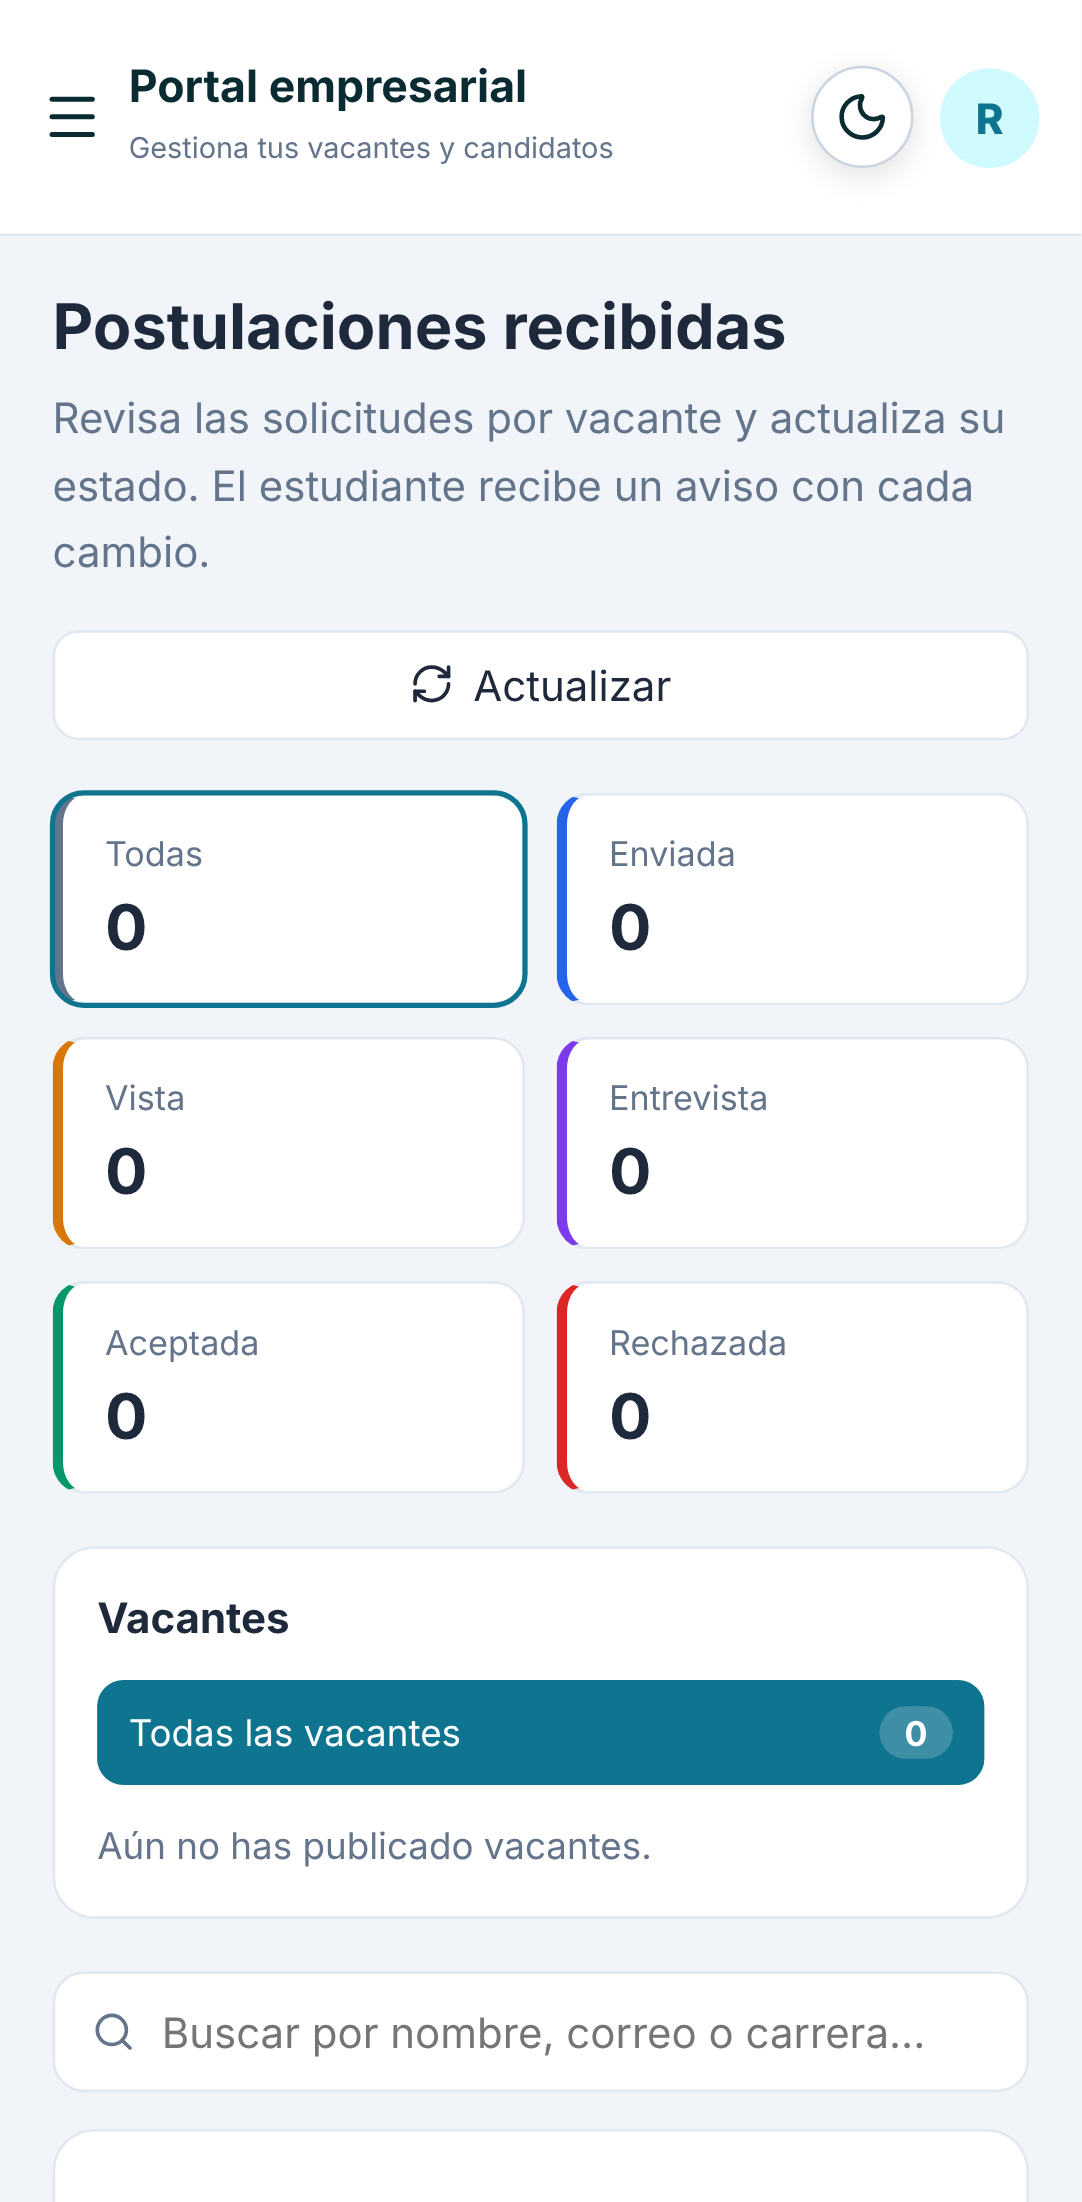 Portal empresarial
Gestiona tus vacantes y candidatos
R
Postulaciones recibidas
Revisa las solicitudes por vacante y actualiza su
estado. El estudiante recibe un aviso con cada
cambio.
Actualizar
Todas
0
Enviada
0
Vista
0
Entrevista
0
Aceptada
0
Rechazada
0
Vacantes
Todas las vacantes 0
Aún no has publicado vacantes.
Buscar por nombre, correo o carrera...